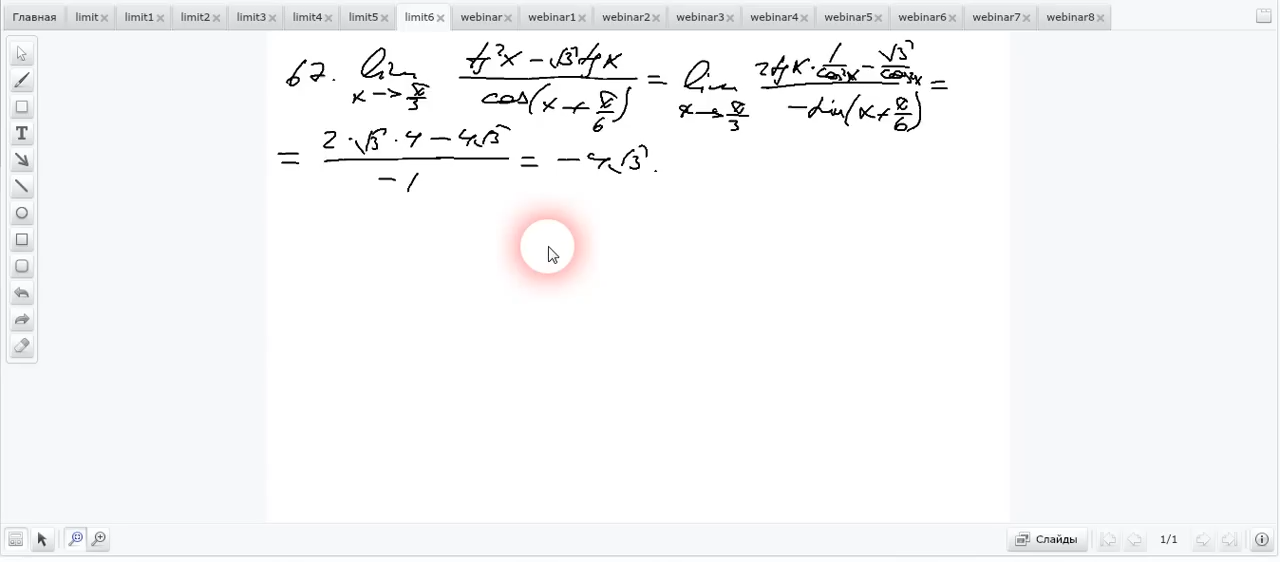 Главная limit limit1 limit2 limit3 limit4 limit5 limit6 webinar webinar1 webinar2 webinar3 webinar4 webinar5 webinar6 webinar7 webinar8
67. lim x→π/3 (tg²x − √3 tgx)/(cos(x + π/6)) = lim x→π/3 (2tgx · 1/cos²x − √3/cos²x)/(−sin(x + π/6)) =
= (2 · √3 · 4 − 4√3)/(−1) = −4√3.
T
Слайды 1/1